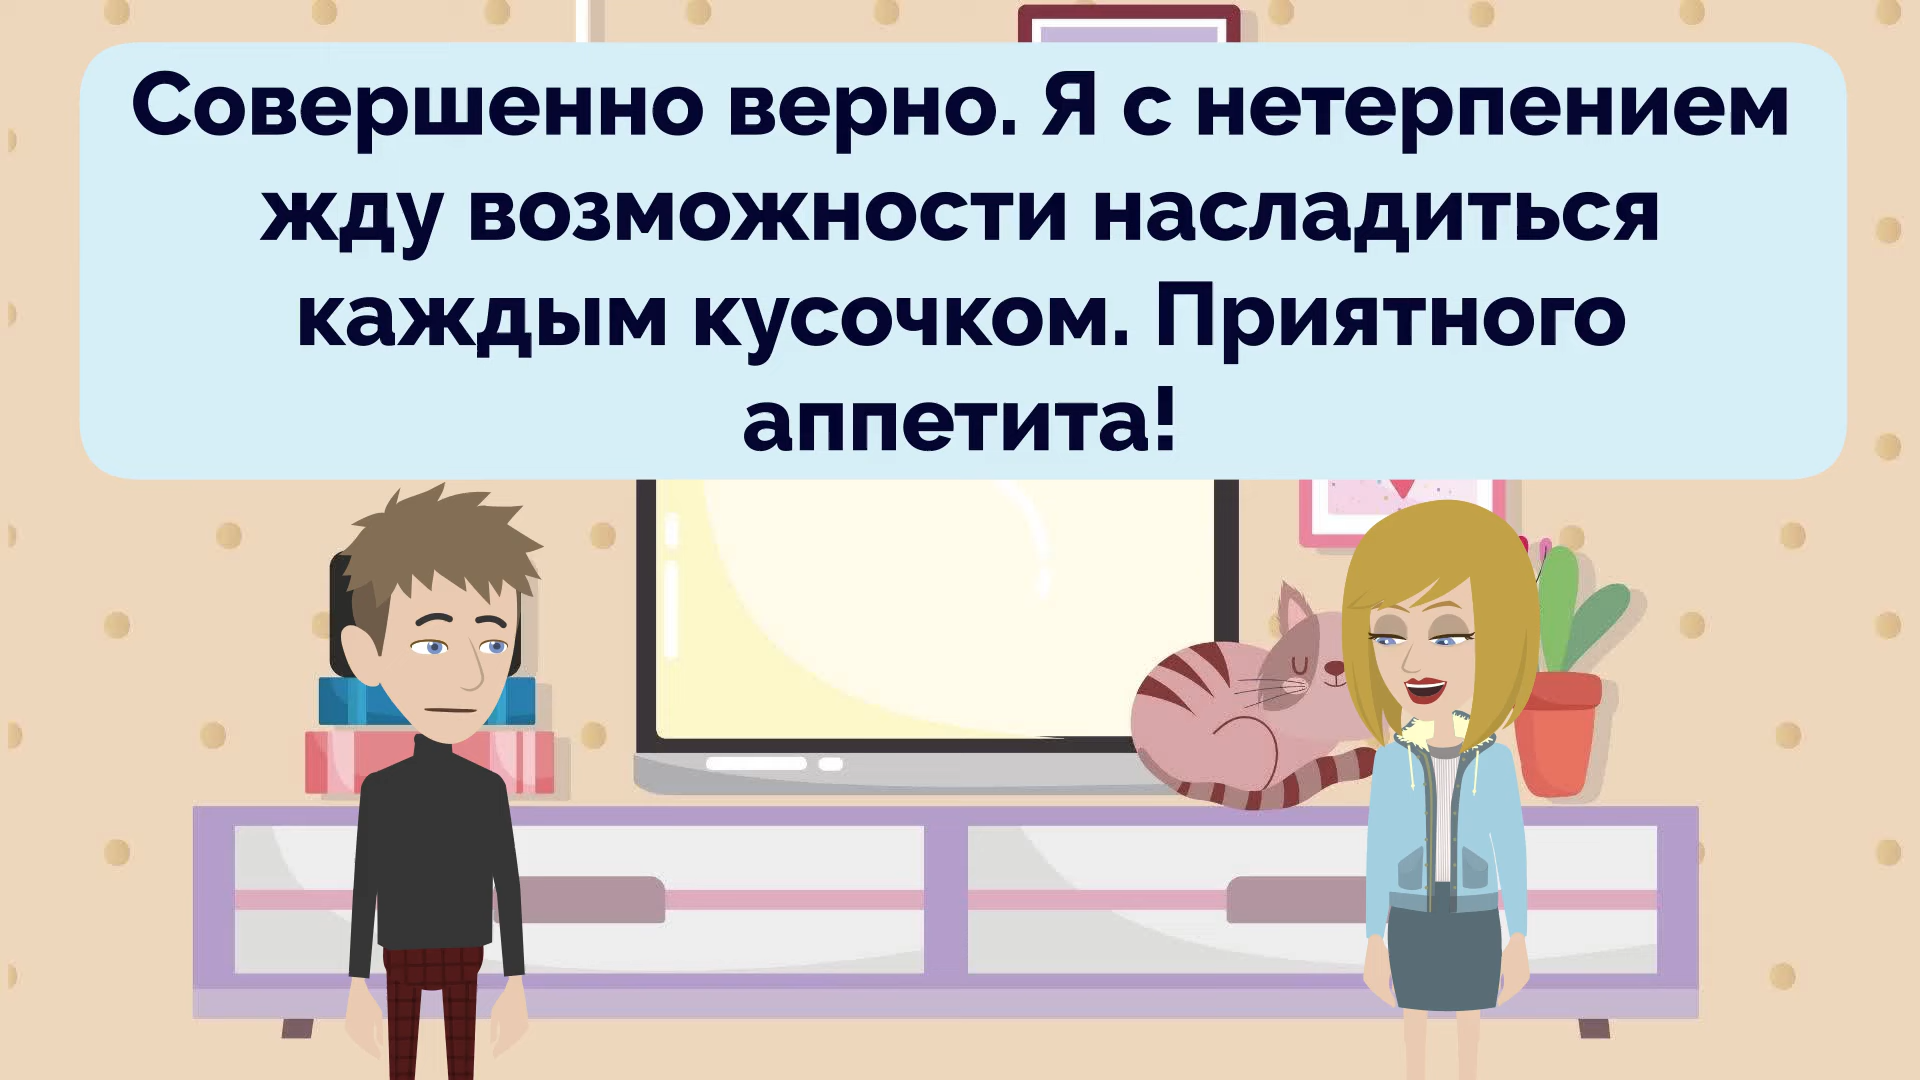 Совершенно верно. Я с нетерпением
жду возможности насладиться
каждым кусочком. Приятного
аппетита!